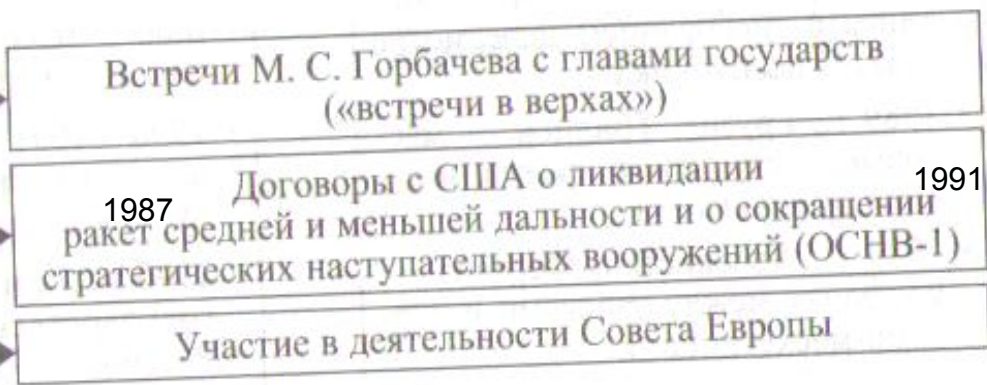 Встречи М. С. Горбачева с главами государств
(«встречи в верхах»)
Договоры с США о ликвидации
1987 1991
ракет средней и меньшей дальности и о сокращении
стратегических наступательных вооружений (ОСНВ-1)
Участие в деятельности Совета Европы